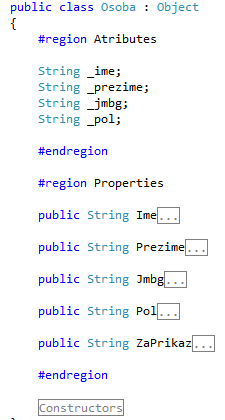 public class Osoba : Object
{
#region Atributes
String _ime;
String _prezime;
String _jmbg;
String _pol;
#endregion
#region Properties
public String Ime...
public String Prezime...
public String Jmbg...
public String Pol...
public String ZaPrikaz...
#endregion
Constructors
}